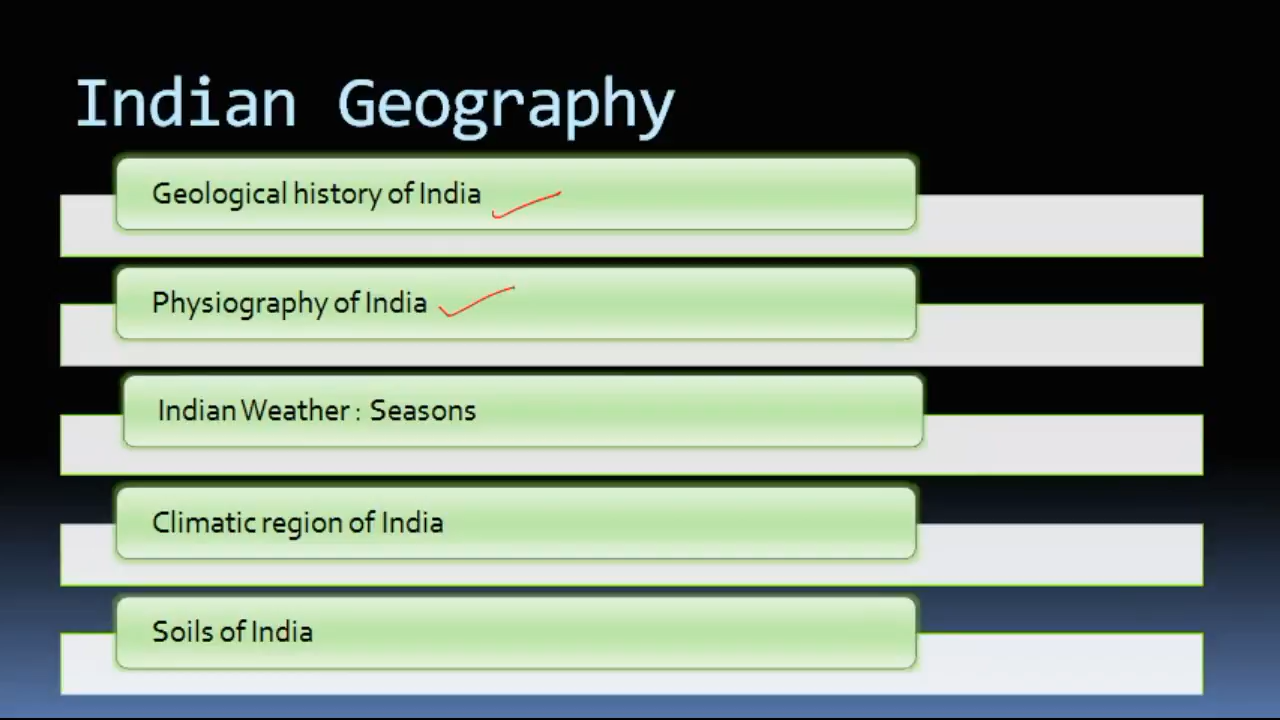 Indian Geography
Geological history of India
Physiography of India
Indian Weather : Seasons
Climatic region of India
Soils of India